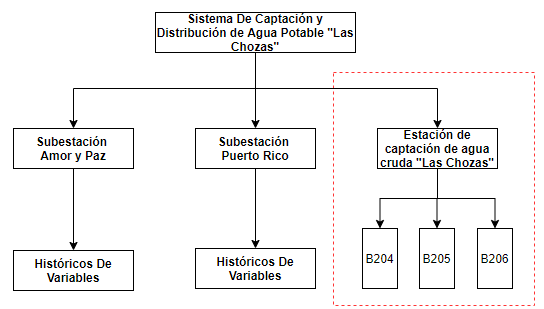 Sistema De Captación y
Distribución de Agua Potable "Las
Chozas"
Subestación
Amor y Paz
Subestación
Puerto Rico
Estación de
captación de agua
cruda "Las Chozas"
Históricos De
Variables
Históricos De
Variables
B204
B205
B206